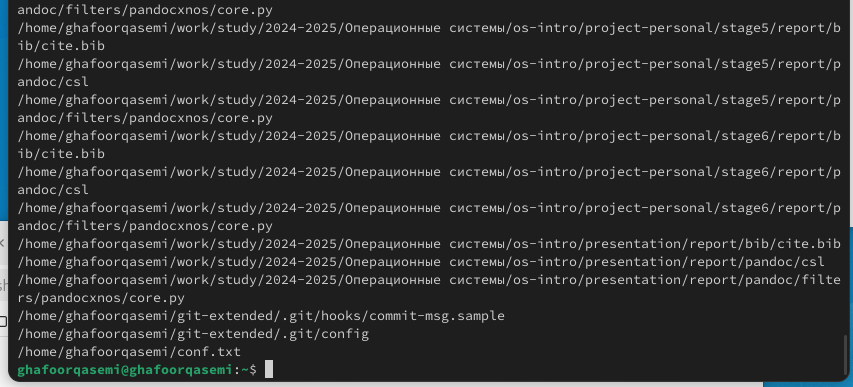 andoc/filters/pandocxnos/core.py
/home/ghafoorqasemi/work/study/2024-2025/Операционные системы/os-intro/project-personal/stage5/report/b
ib/cite.bib
/home/ghafoorqasemi/work/study/2024-2025/Операционные системы/os-intro/project-personal/stage5/report/p
andoc/csl
/home/ghafoorqasemi/work/study/2024-2025/Операционные системы/os-intro/project-personal/stage5/report/p
andoc/filters/pandocxnos/core.py
/home/ghafoorqasemi/work/study/2024-2025/Операционные системы/os-intro/project-personal/stage6/report/b
ib/cite.bib
/home/ghafoorqasemi/work/study/2024-2025/Операционные системы/os-intro/project-personal/stage6/report/p
andoc/csl
/home/ghafoorqasemi/work/study/2024-2025/Операционные системы/os-intro/project-personal/stage6/report/p
andoc/filters/pandocxnos/core.py
/home/ghafoorqasemi/work/study/2024-2025/Операционные системы/os-intro/presentation/report/bib/cite.bib
/home/ghafoorqasemi/work/study/2024-2025/Операционные системы/os-intro/presentation/report/pandoc/csl
/home/ghafoorqasemi/work/study/2024-2025/Операционные системы/os-intro/presentation/report/pandoc/filte
rs/pandocxnos/core.py
/home/ghafoorqasemi/git-extended/.git/hooks/commit-msg.sample
/home/ghafoorqasemi/git-extended/.git/config
/home/ghafoorqasemi/conf.txt
ghafoorqasemi@ghafoorqasemi:~$